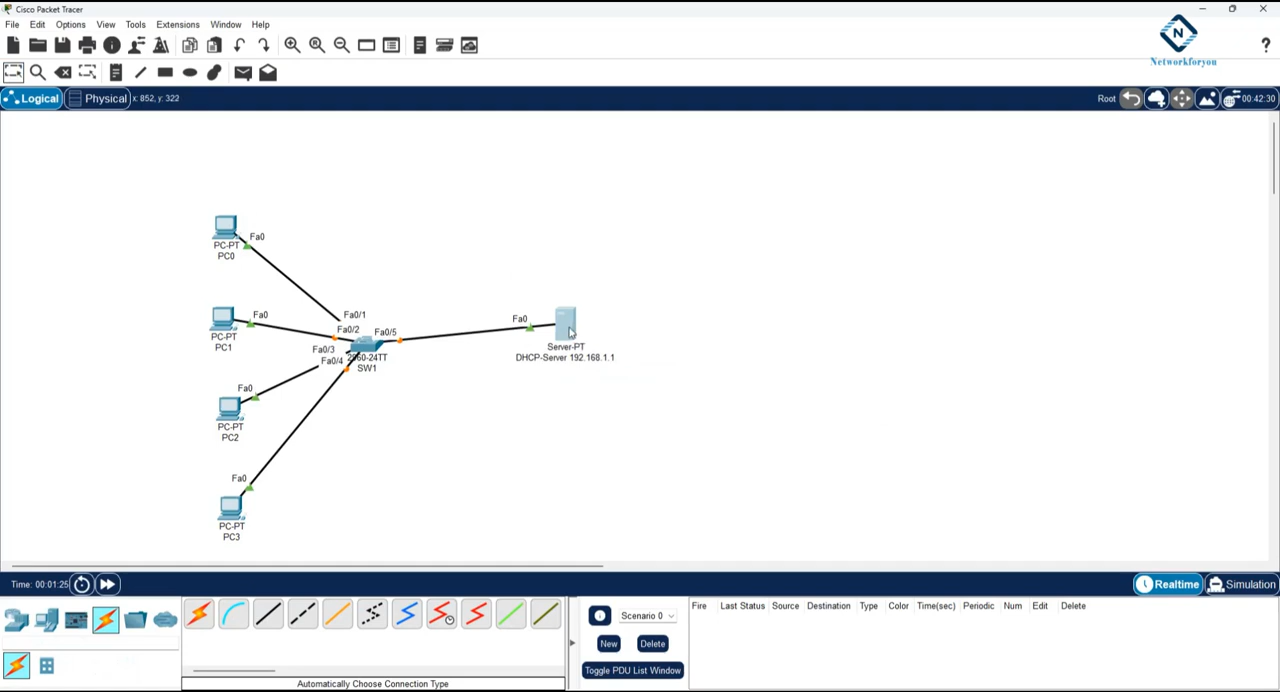 Cisco Packet Tracer
File Edit Options View Tools Extensions Window Help
N
Networkforyou
?
Logical Physical x: 852, y: 322
Root 00:42:30
Fa0
PC-PT
PC0
Fa0/1
Fa0
Fa0/2
Fa0/5
PC-PT
PC1
Fa0/3
Fa0/4
2960-24TT
SW1
Fa0
Server-PT
DHCP-Server 192.168.1.1
Fa0
PC-PT
PC2
Fa0
PC-PT
PC3
Time: 00:01:25
Realtime Simulation
Scenario 0
New Delete
Toggle PDU List Window
Fire Last Status Source Destination Type Color Time(sec) Periodic Num Edit Delete
Automatically Choose Connection Type